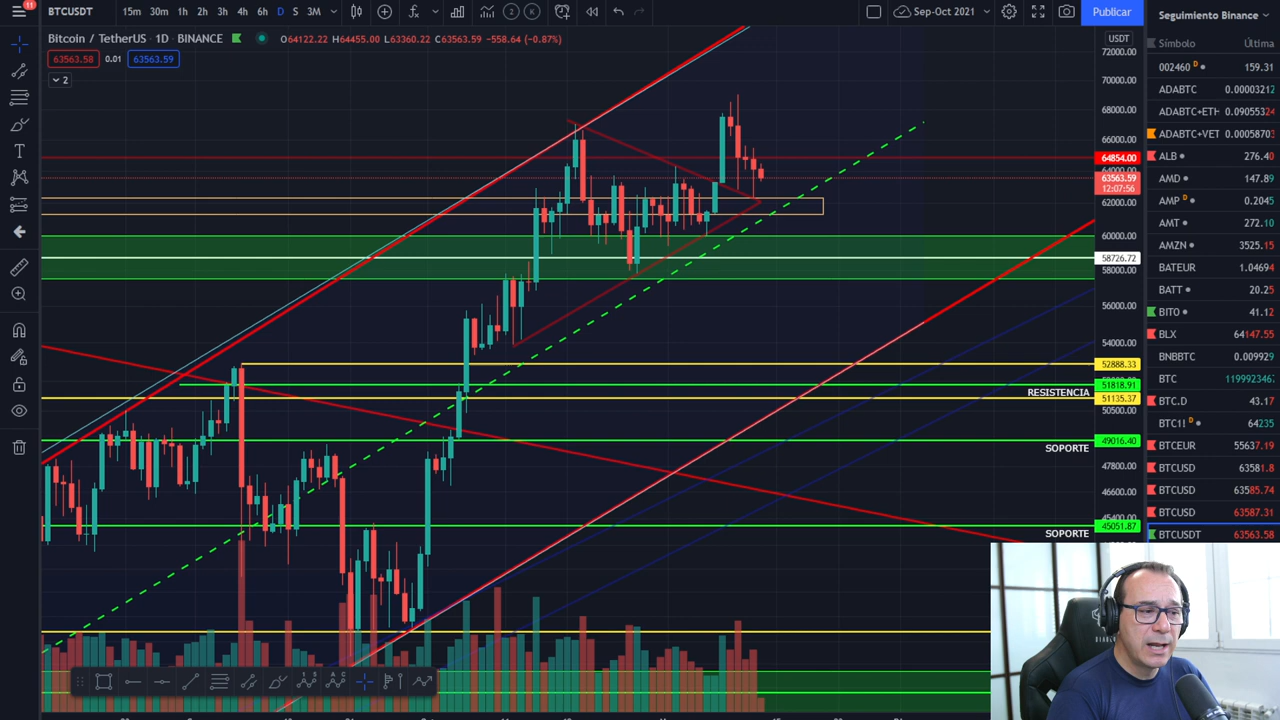 11
BTCUSDT
15m 30m 1h 2h 3h 4h 6h D S 3M
2 K
Sep-Oct 2021
Publicar
Seguimiento Binance
Bitcoin / TetherUS · 1D · BINANCE
O64122.22 H64455.00 L63360.22 C63563.59 −558.64 (−0.87%)
63563.58 0.01 63563.59
2
USDT
72000.00
70000.00
68000.00
66000.00
64854.00
64000.00
63563.59
12:07:56
62000.00
60000.00
58726.72
58000.00
56000.00
54000.00
52888.33
51818.91
RESISTENCIA
51135.37
50500.00
49016.40
SOPORTE
47800.00
46600.00
45400.00
45051.87
SOPORTE
Símbolo Última
002460 D 159.31
ADABTC 0.00003212
ADABTC+ETH 0.09055324
ADABTC+VET 0.00058703
ALB 276.40
AMD 147.89
AMP D 0.2045
AMT 272.10
AMZN 3525.15
BATEUR 1.04694
BATT 20.25
BITO 41.12
BLX 64147.55
BNBBTC 0.009929
BTC 119992346
BTC.D 43.17
BTC1! D 64235
BTCEUR 55637.19
BTCUSD 63581.8
BTCUSD 63585.74
BTCUSD 63587.31
BTCUSDT 63563.58